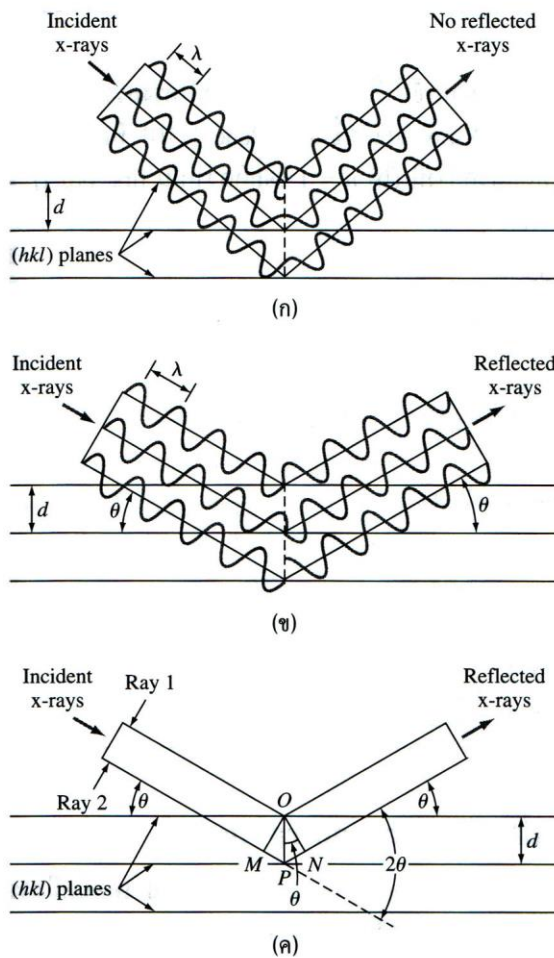 Incident
x-rays
λ
No reflected
x-rays
d
(hkl) planes
(ก)
Incident
x-rays
λ
Reflected
x-rays
d
θ
θ
(ข)
Incident
x-rays
Ray 1
Reflected
x-rays
Ray 2
θ
O
θ
d
M
P
N
2θ
θ
(hkl) planes
(ค)